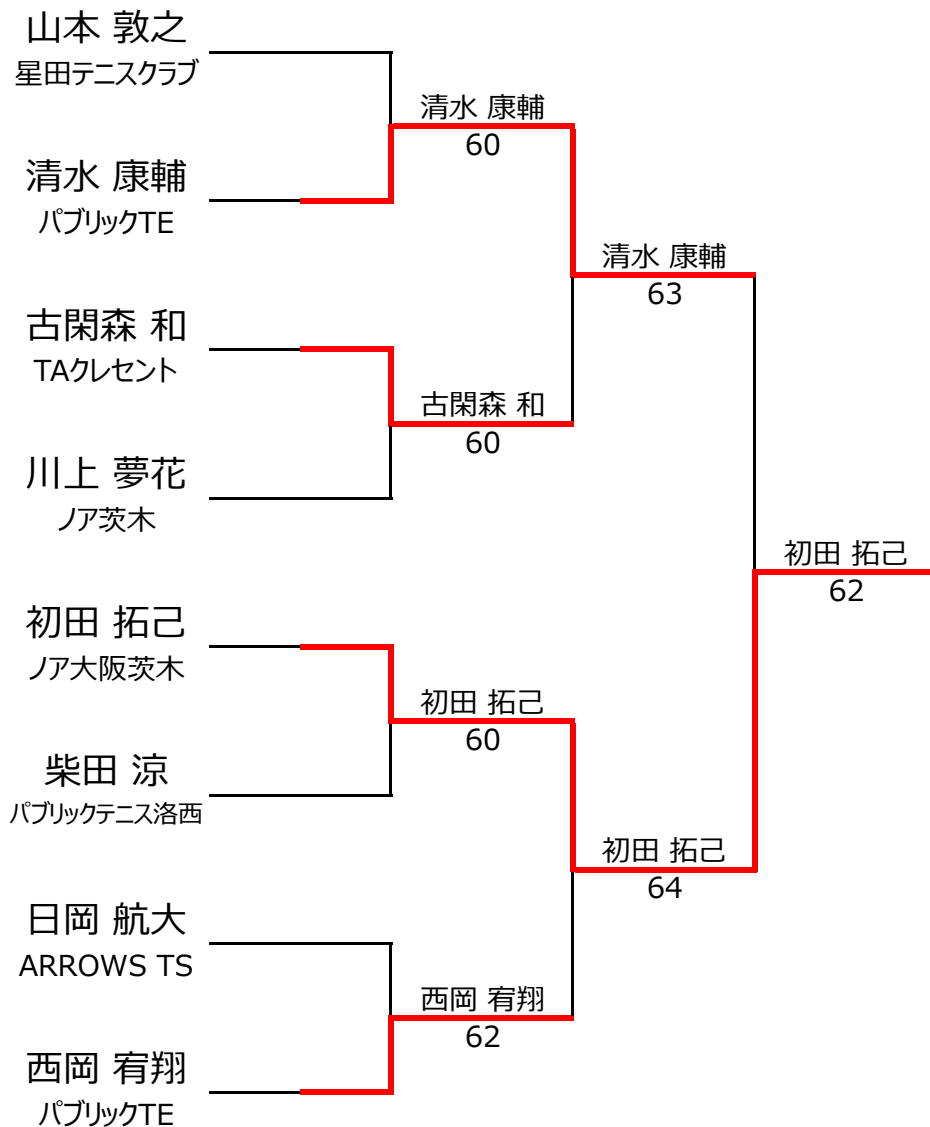 山本 敦之
星田テニスクラブ
清水 康輔
60
清水 康輔
パブリックTE
清水 康輔
63
古閑森 和
TAクレセント
古閑森 和
60
川上 夢花
ノア茨木
初田 拓己
62
初田 拓己
ノア大阪茨木
初田 拓己
60
柴田 涼
パブリックテニス洛西
初田 拓己
64
日岡 航大
ARROWS TS
西岡 宥翔
62
西岡 宥翔
パブリックTE